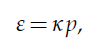 ε = κp,